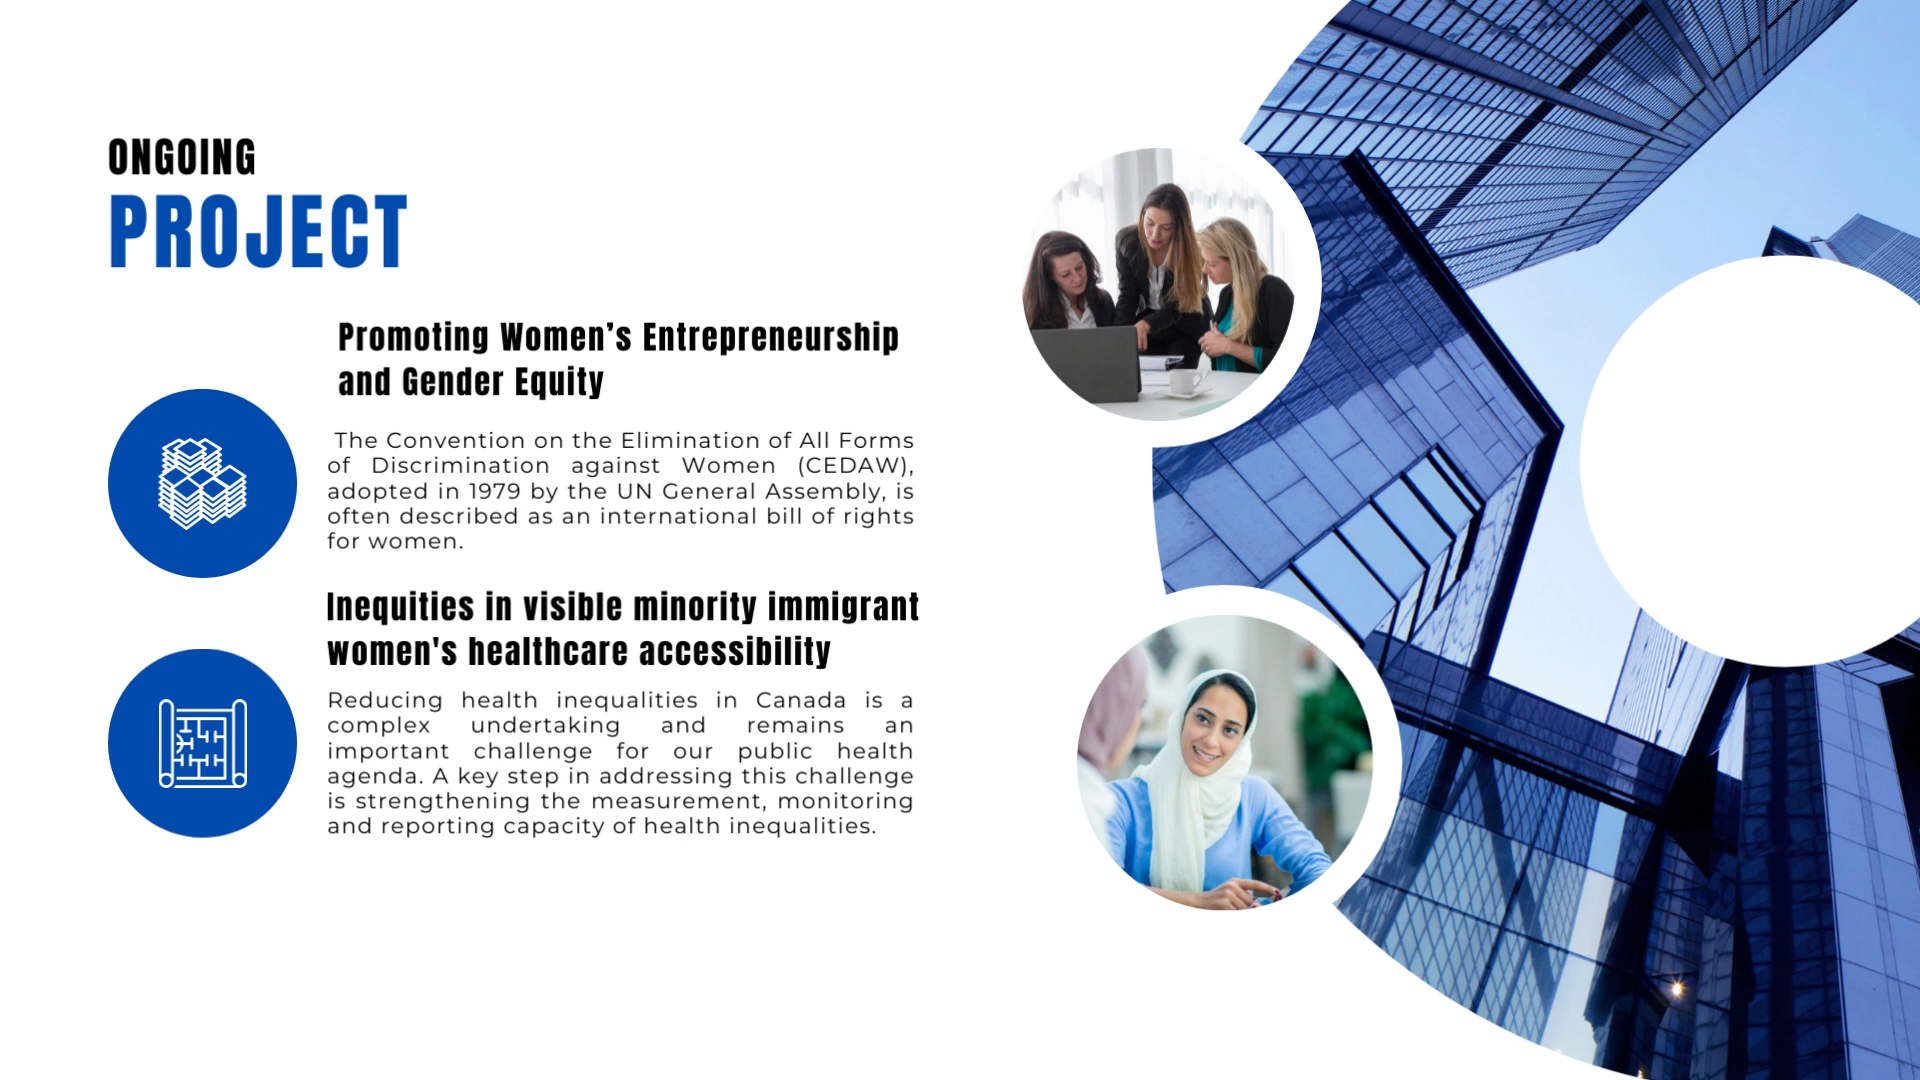 ONGOING
PROJECT
Promoting Women’s Entrepreneurship
and Gender Equity
The Convention on the Elimination of All Forms
of Discrimination against Women (CEDAW),
adopted in 1979 by the UN General Assembly, is
often described as an international bill of rights
for women.
Inequities in visible minority immigrant
women's healthcare accessibility
Reducing health inequalities in Canada is a
complex undertaking and remains an
important challenge for our public health
agenda. A key step in addressing this challenge
is strengthening the measurement, monitoring
and reporting capacity of health inequalities.